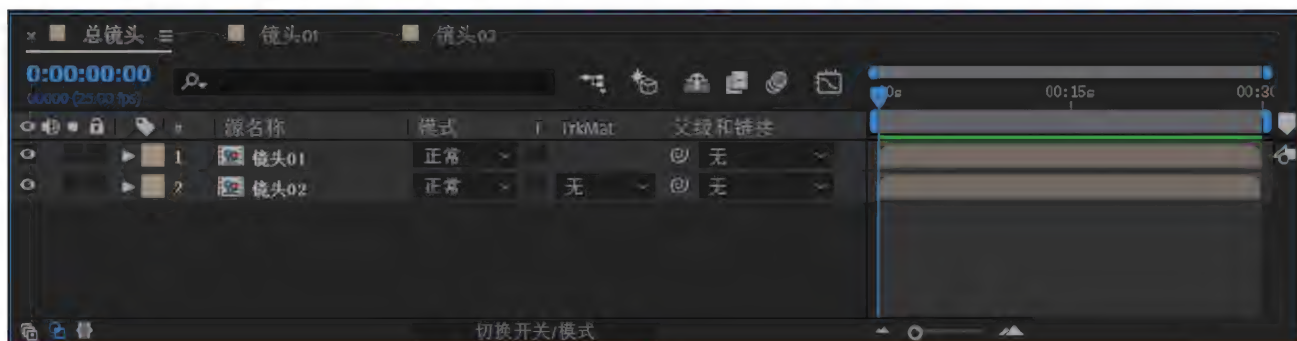 总镜头 镜头01 镜头02
0:00:00:00
00000 (25.00 fps)
00s 00:15s 00:30
# 源名称 模式 T TrkMat 父级和链接
1 镜头01 正常 无
2 镜头02 正常 无 无
切换开关/模式